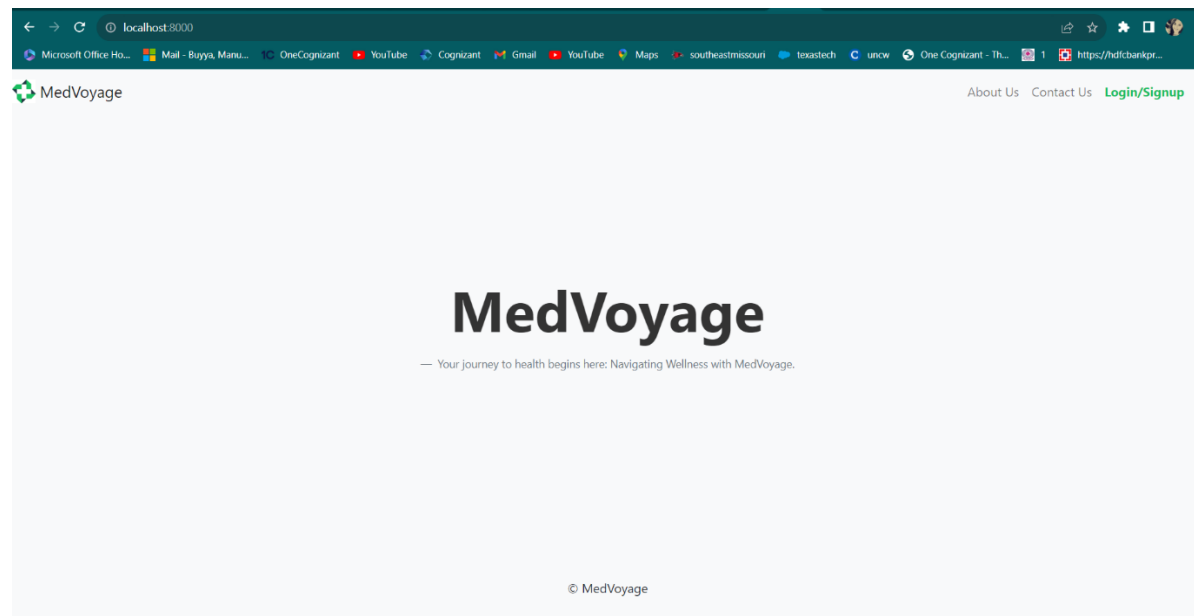 localhost:8000
Microsoft Office Ho... Mail - Buyya, Manu... 1C OneCognizant YouTube Cognizant Gmail YouTube Maps southeastmissouri texastech C uncw One Cognizant - Th... 1 https://hdfcbankpr...
MedVoyage About Us Contact Us Login/Signup
MedVoyage
— Your journey to health begins here: Navigating Wellness with MedVoyage.
© MedVoyage